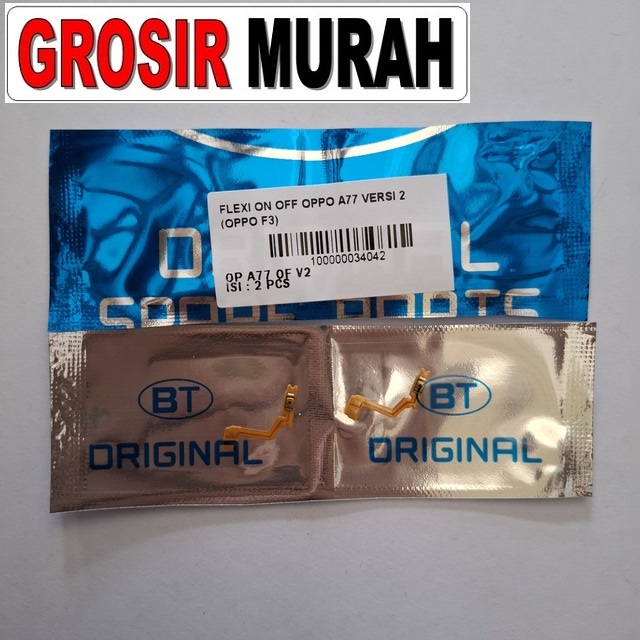 GROSIR MURAH
FLEXI ON OFF OPPO A77 VERSI 2
(OPPO F3)
100000034042
OP A77 OF V2
ISI : 2 PCS
BT
ORIGINAL
BT
ORIGINAL